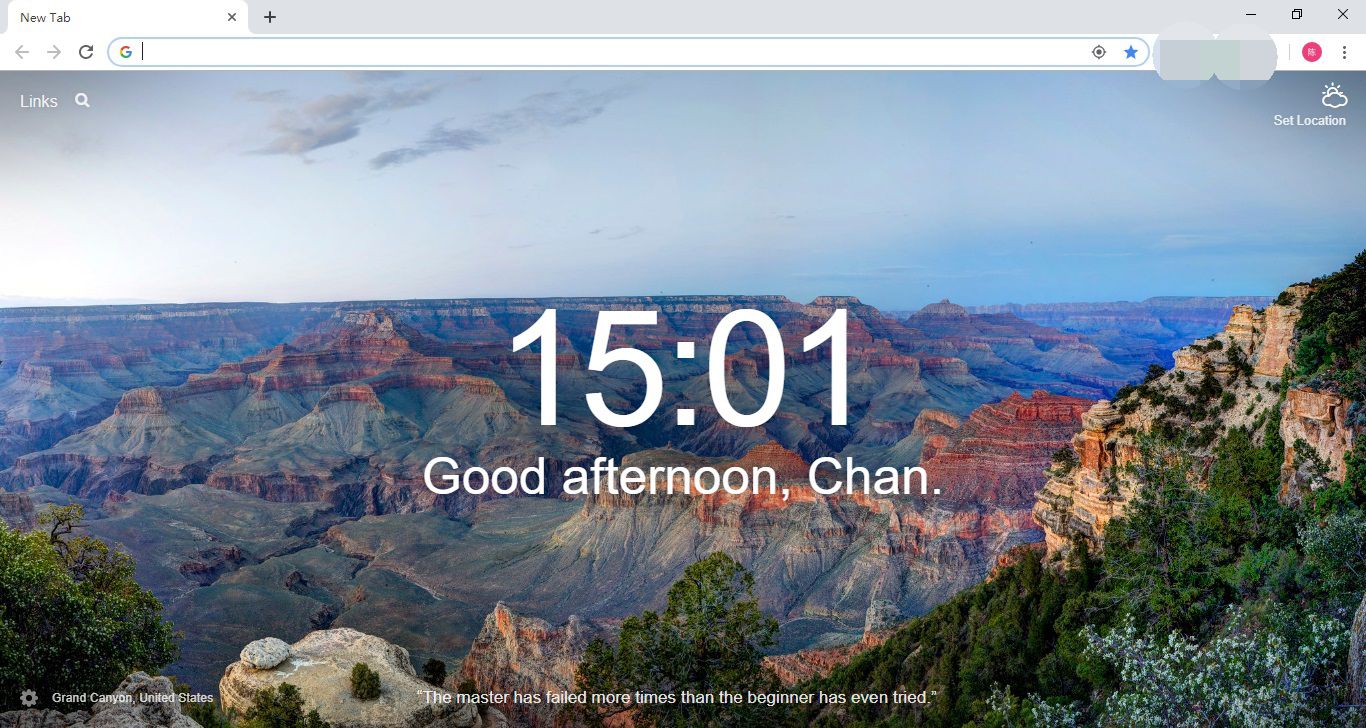 New Tab
陈
Links
Set Location
15:01
Good afternoon, Chan.
Grand Canyon, United States
“The master has failed more times than the beginner has even tried.”